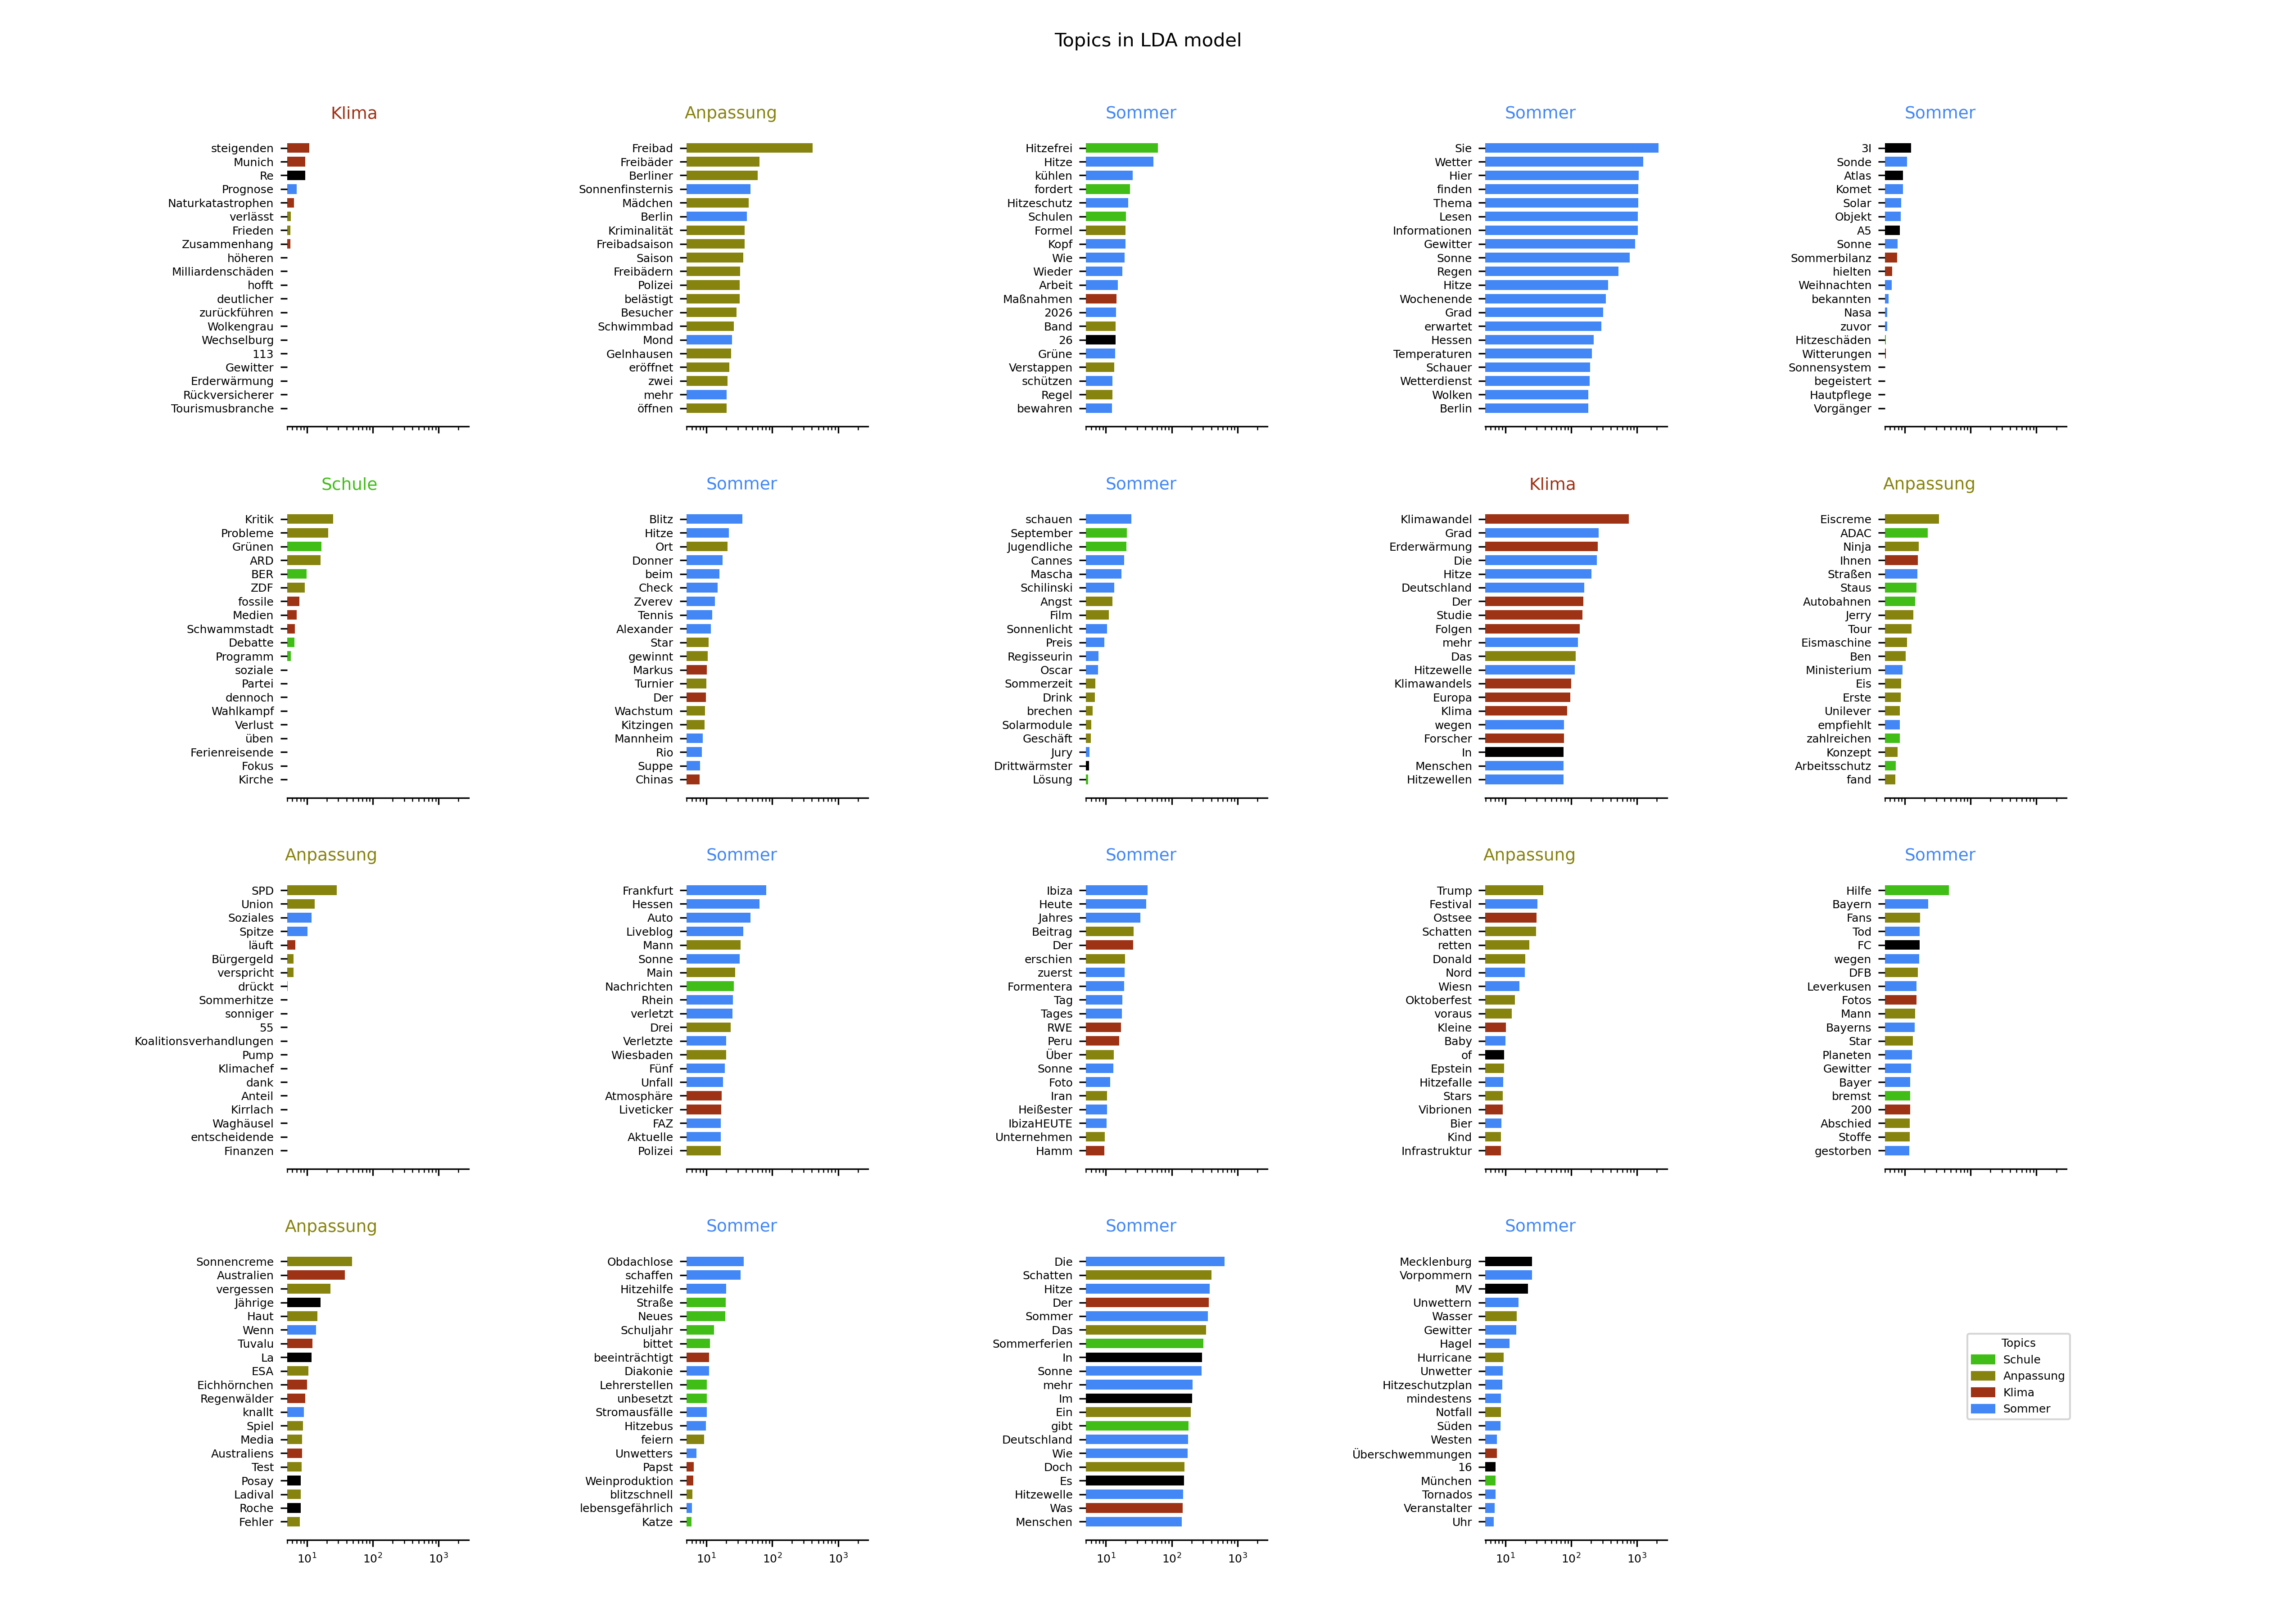 Topics in LDA model
Klima
steigenden
Munich
Re
Prognose
Naturkatastrophen
verlässt
Frieden
Zusammenhang
höheren
Milliardenschäden
hofft
deutlicher
zurückführen
Wolkengrau
Wechselburg
113
Gewitter
Erderwärmung
Rückversicherer
Tourismusbranche
Anpassung
Freibad
Freibäder
Berliner
Sonnenfinsternis
Mädchen
Berlin
Kriminalität
Freibadsaison
Saison
Freibädern
Polizei
belästigt
Besucher
Schwimmbad
Mond
Gelnhausen
eröffnet
zwei
mehr
öffnen
Sommer
Hitzefrei
Hitze
kühlen
fordert
Hitzeschutz
Schulen
Formel
Kopf
Wie
Wieder
Arbeit
Maßnahmen
2026
Band
26
Grüne
Verstappen
schützen
Regel
bewahren
Sommer
Sie
Wetter
Hier
finden
Thema
Lesen
Informationen
Gewitter
Sonne
Regen
Hitze
Wochenende
Grad
erwartet
Hessen
Temperaturen
Schauer
Wetterdienst
Wolken
Berlin
Sommer
3I
Sonde
Atlas
Komet
Solar
Objekt
A5
Sonne
Sommerbilanz
hielten
Weihnachten
bekannten
Nasa
zuvor
Hitzeschäden
Witterungen
Sonnensystem
begeistert
Hautpflege
Vorgänger
Schule
Kritik
Probleme
Grünen
ARD
BER
ZDF
fossile
Medien
Schwammstadt
Debatte
Programm
soziale
Partei
dennoch
Wahlkampf
Verlust
üben
Ferienreisende
Fokus
Kirche
Sommer
Blitz
Hitze
Ort
Donner
beim
Check
Zverev
Tennis
Alexander
Star
gewinnt
Markus
Turnier
Der
Wachstum
Kitzingen
Mannheim
Rio
Suppe
Chinas
Sommer
schauen
September
Jugendliche
Cannes
Mascha
Schilinski
Angst
Film
Sonnenlicht
Preis
Regisseurin
Oscar
Sommerzeit
Drink
brechen
Solarmodule
Geschäft
Jury
Drittwärmster
Lösung
Klima
Klimawandel
Grad
Erderwärmung
Die
Hitze
Deutschland
Der
Studie
Folgen
mehr
Das
Hitzewelle
Klimawandels
Europa
Klima
wegen
Forscher
In
Menschen
Hitzewellen
Anpassung
Eiscreme
ADAC
Ninja
Ihnen
Straßen
Staus
Autobahnen
Jerry
Tour
Eismaschine
Ben
Ministerium
Eis
Erste
Unilever
empfiehlt
zahlreichen
Konzept
Arbeitsschutz
fand
Anpassung
SPD
Union
Soziales
Spitze
läuft
Bürgergeld
verspricht
drückt
Sommerhitze
sonniger
55
Koalitionsverhandlungen
Pump
Klimachef
dank
Anteil
Kirrlach
Waghäusel
entscheidende
Finanzen
Sommer
Frankfurt
Hessen
Auto
Liveblog
Mann
Sonne
Main
Nachrichten
Rhein
verletzt
Drei
Verletzte
Wiesbaden
Fünf
Unfall
Atmosphäre
Liveticker
FAZ
Aktuelle
Polizei
Sommer
Ibiza
Heute
Jahres
Beitrag
Der
erschien
zuerst
Formentera
Tag
Tages
RWE
Peru
Über
Sonne
Foto
Iran
Heißester
IbizaHEUTE
Unternehmen
Hamm
Anpassung
Trump
Festival
Ostsee
Schatten
retten
Donald
Nord
Wiesn
Oktoberfest
voraus
Kleine
Baby
of
Epstein
Hitzefalle
Stars
Vibrionen
Bier
Kind
Infrastruktur
Sommer
Hilfe
Bayern
Fans
Tod
FC
wegen
DFB
Leverkusen
Fotos
Mann
Bayerns
Star
Planeten
Gewitter
Bayer
bremst
200
Abschied
Stoffe
gestorben
Anpassung
Sonnencreme
Australien
vergessen
Jährige
Haut
Wenn
Tuvalu
La
ESA
Eichhörnchen
Regenwälder
knallt
Spiel
Media
Australiens
Test
Posay
Ladival
Roche
Fehler
10¹ 10² 10³
Sommer
Obdachlose
schaffen
Hitzehilfe
Straße
Neues
Schuljahr
bittet
beeinträchtigt
Diakonie
Lehrerstellen
unbesetzt
Stromausfälle
Hitzebus
feiern
Unwetters
Papst
Weinproduktion
blitzschnell
lebensgefährlich
Katze
10¹ 10² 10³
Sommer
Die
Schatten
Hitze
Der
Sommer
Das
Sommerferien
In
Sonne
mehr
Im
Ein
gibt
Deutschland
Wie
Doch
Es
Hitzewelle
Was
Menschen
10¹ 10² 10³
Sommer
Mecklenburg
Vorpommern
MV
Unwettern
Wasser
Gewitter
Hagel
Hurricane
Unwetter
Hitzeschutzplan
mindestens
Notfall
Süden
Westen
Überschwemmungen
16
München
Tornados
Veranstalter
Uhr
10¹ 10² 10³
Topics
Schule
Anpassung
Klima
Sommer